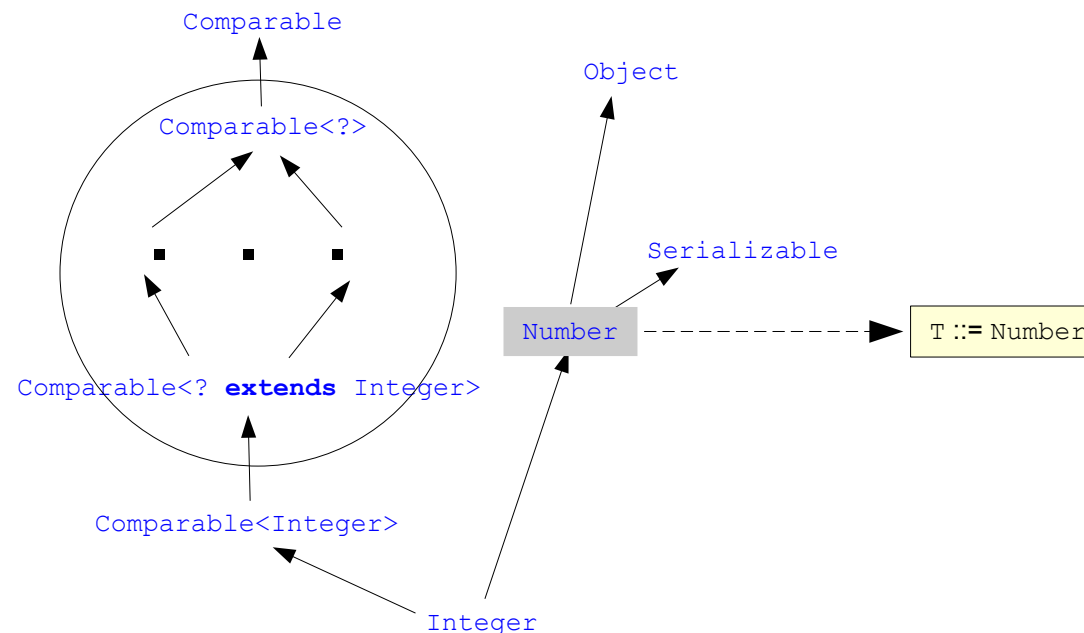 Comparable
Object
Comparable<?>
Serializable
Number
T ::= Number
Comparable<? extends Integer>
Comparable<Integer>
Integer